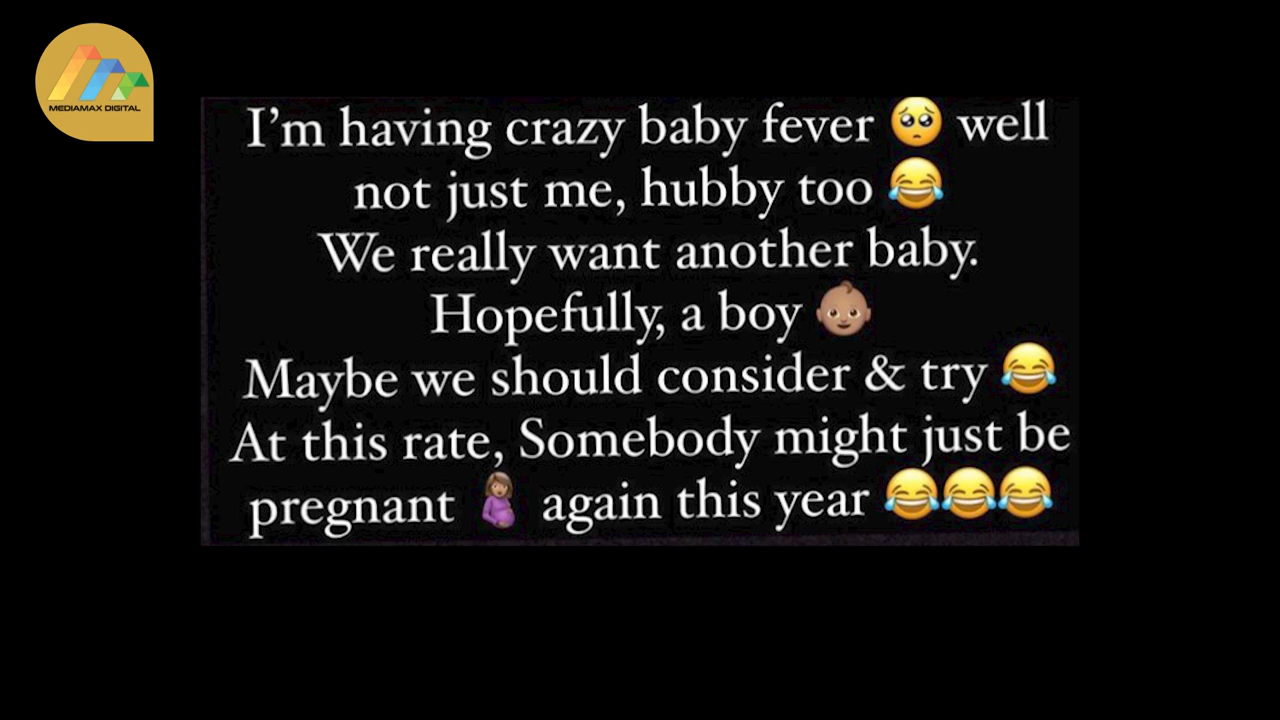 MEDIAMAX DIGITAL
I'm having crazy baby fever 🥺 well
not just me, hubby too 😂
We really want another baby.
Hopefully, a boy 👶🏽
Maybe we should consider & try 😂
At this rate, Somebody might just be
pregnant 🤰🏽 again this year 😂😂😂